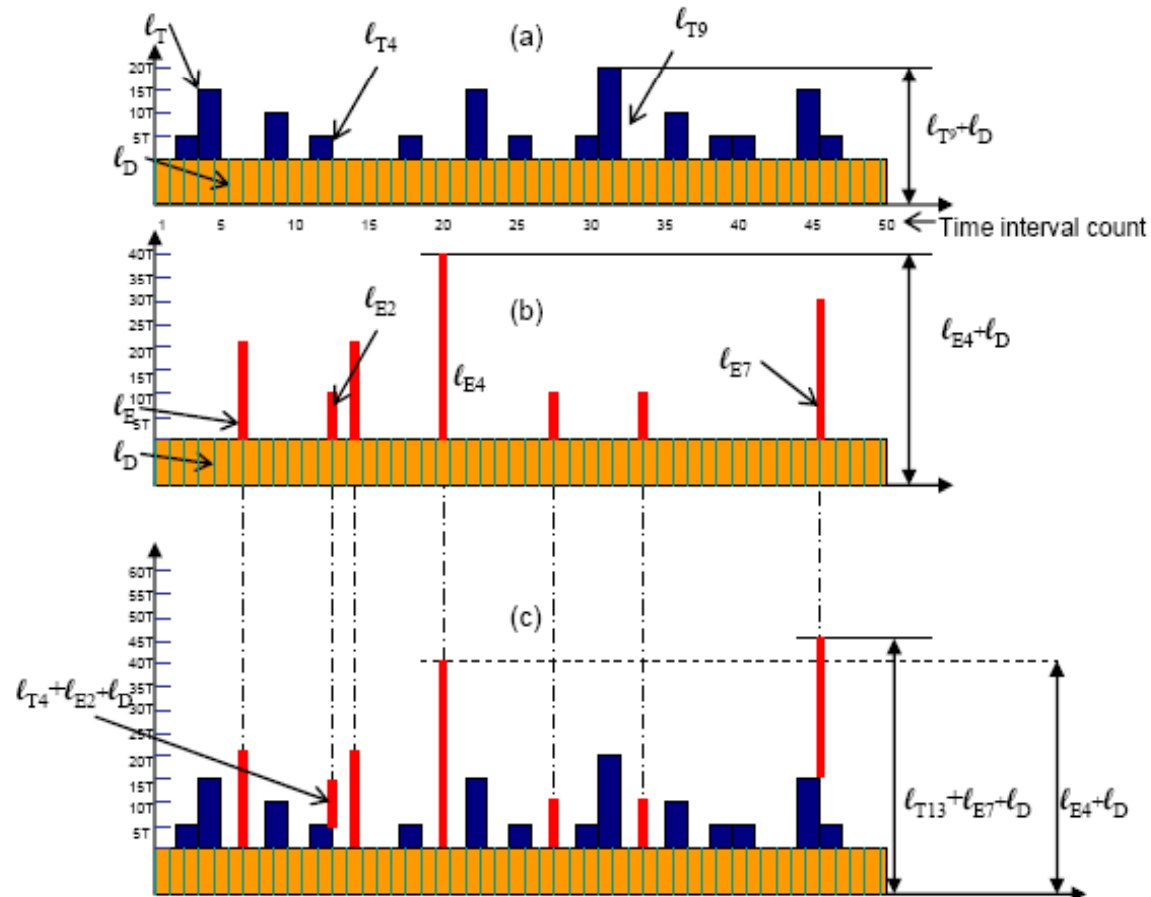 (a)
ℓT
ℓT4
ℓT9
20T
15T
10T
5T
ℓD
ℓT9+ℓD
1 5 10 15 20 25 30 35 40 45 50
Time interval count
(b)
40T
35T
30T
25T
20T
15T
10T
5T
ℓE
ℓD
ℓE2
ℓE4
ℓE7
ℓE4+ℓD
(c)
60T
55T
50T
45T
40T
35T
30T
25T
20T
15T
10T
5T
ℓT4+ℓE2+ℓD
ℓT13+ℓE7+ℓD
ℓE4+ℓD